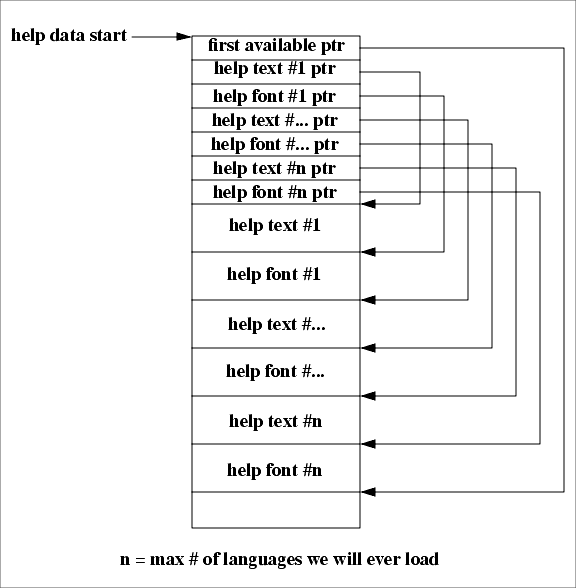 help data start
first available ptr
help text #1 ptr
help font #1 ptr
help text #... ptr
help font #... ptr
help text #n ptr
help font #n ptr
help text #1
help font #1
help text #...
help font #...
help text #n
help font #n
n = max # of languages we will ever load